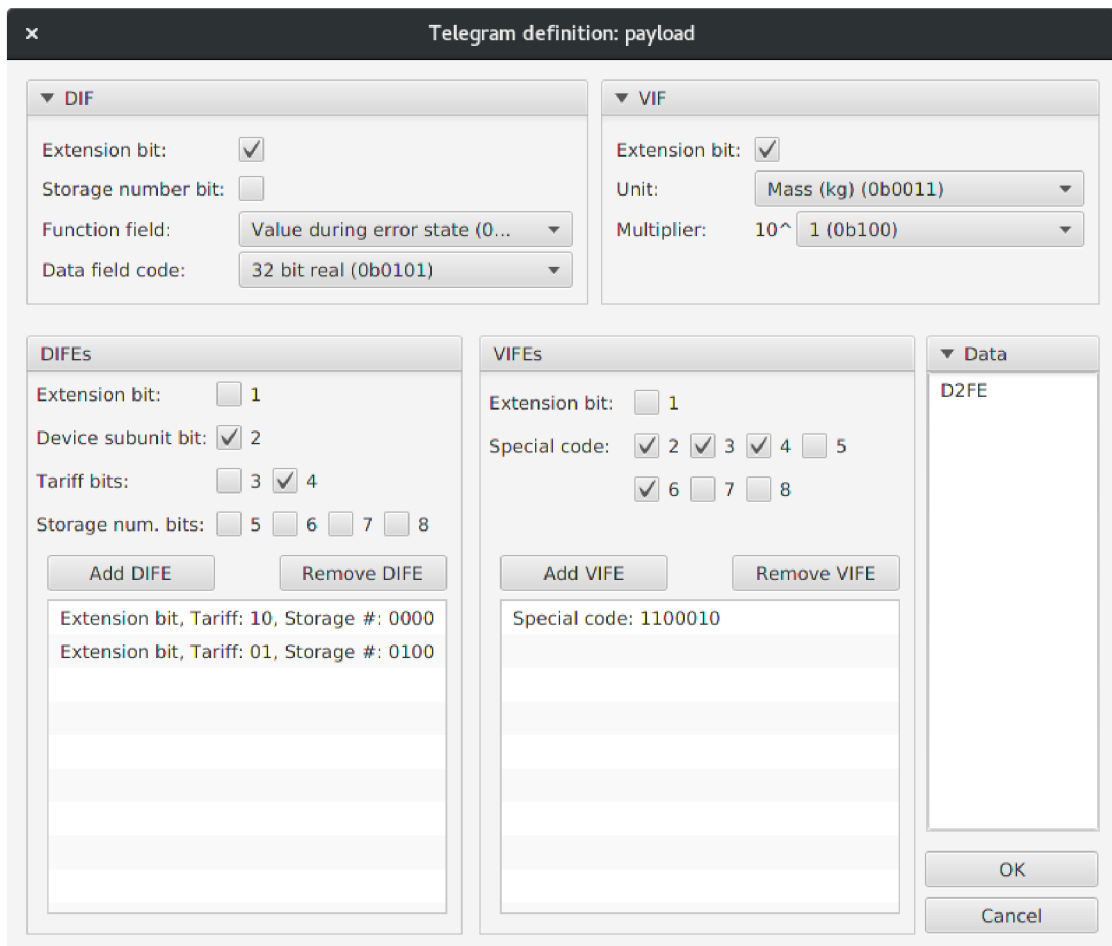 Telegram definition: payload
DIF
Extension bit:
Storage number bit:
Function field: Value during error state (0...
Data field code: 32 bit real (0b0101)
VIF
Extension bit:
Unit: Mass (kg) (0b0011)
Multiplier: 10^ 1 (0b100)
DIFEs
Extension bit: 1
Device subunit bit: 2
Tariff bits: 3 4
Storage num. bits: 5 6 7 8
Add DIFE Remove DIFE
Extension bit, Tariff: 10, Storage #: 0000
Extension bit, Tariff: 01, Storage #: 0100
VIFEs
Extension bit: 1
Special code: 2 3 4 5
6 7 8
Add VIFE Remove VIFE
Special code: 1100010
Data
D2FE
OK
Cancel